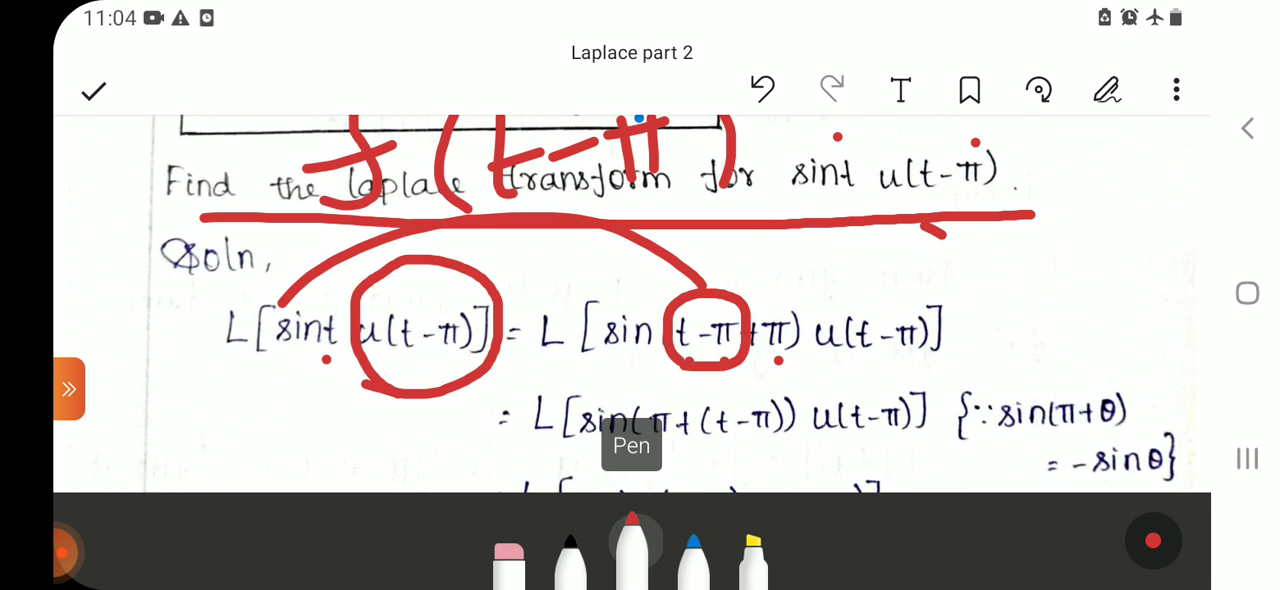 11:04
Laplace part 2
f(t-π)
Find the laplace transform for sint u(t-π).
Soln,
L[sint u(t-π)] = L[sin(t-π+π) u(t-π)]
= L[sin(π+(t-π)) u(t-π)] {∵sin(π+θ)
= -sinθ}
Pen